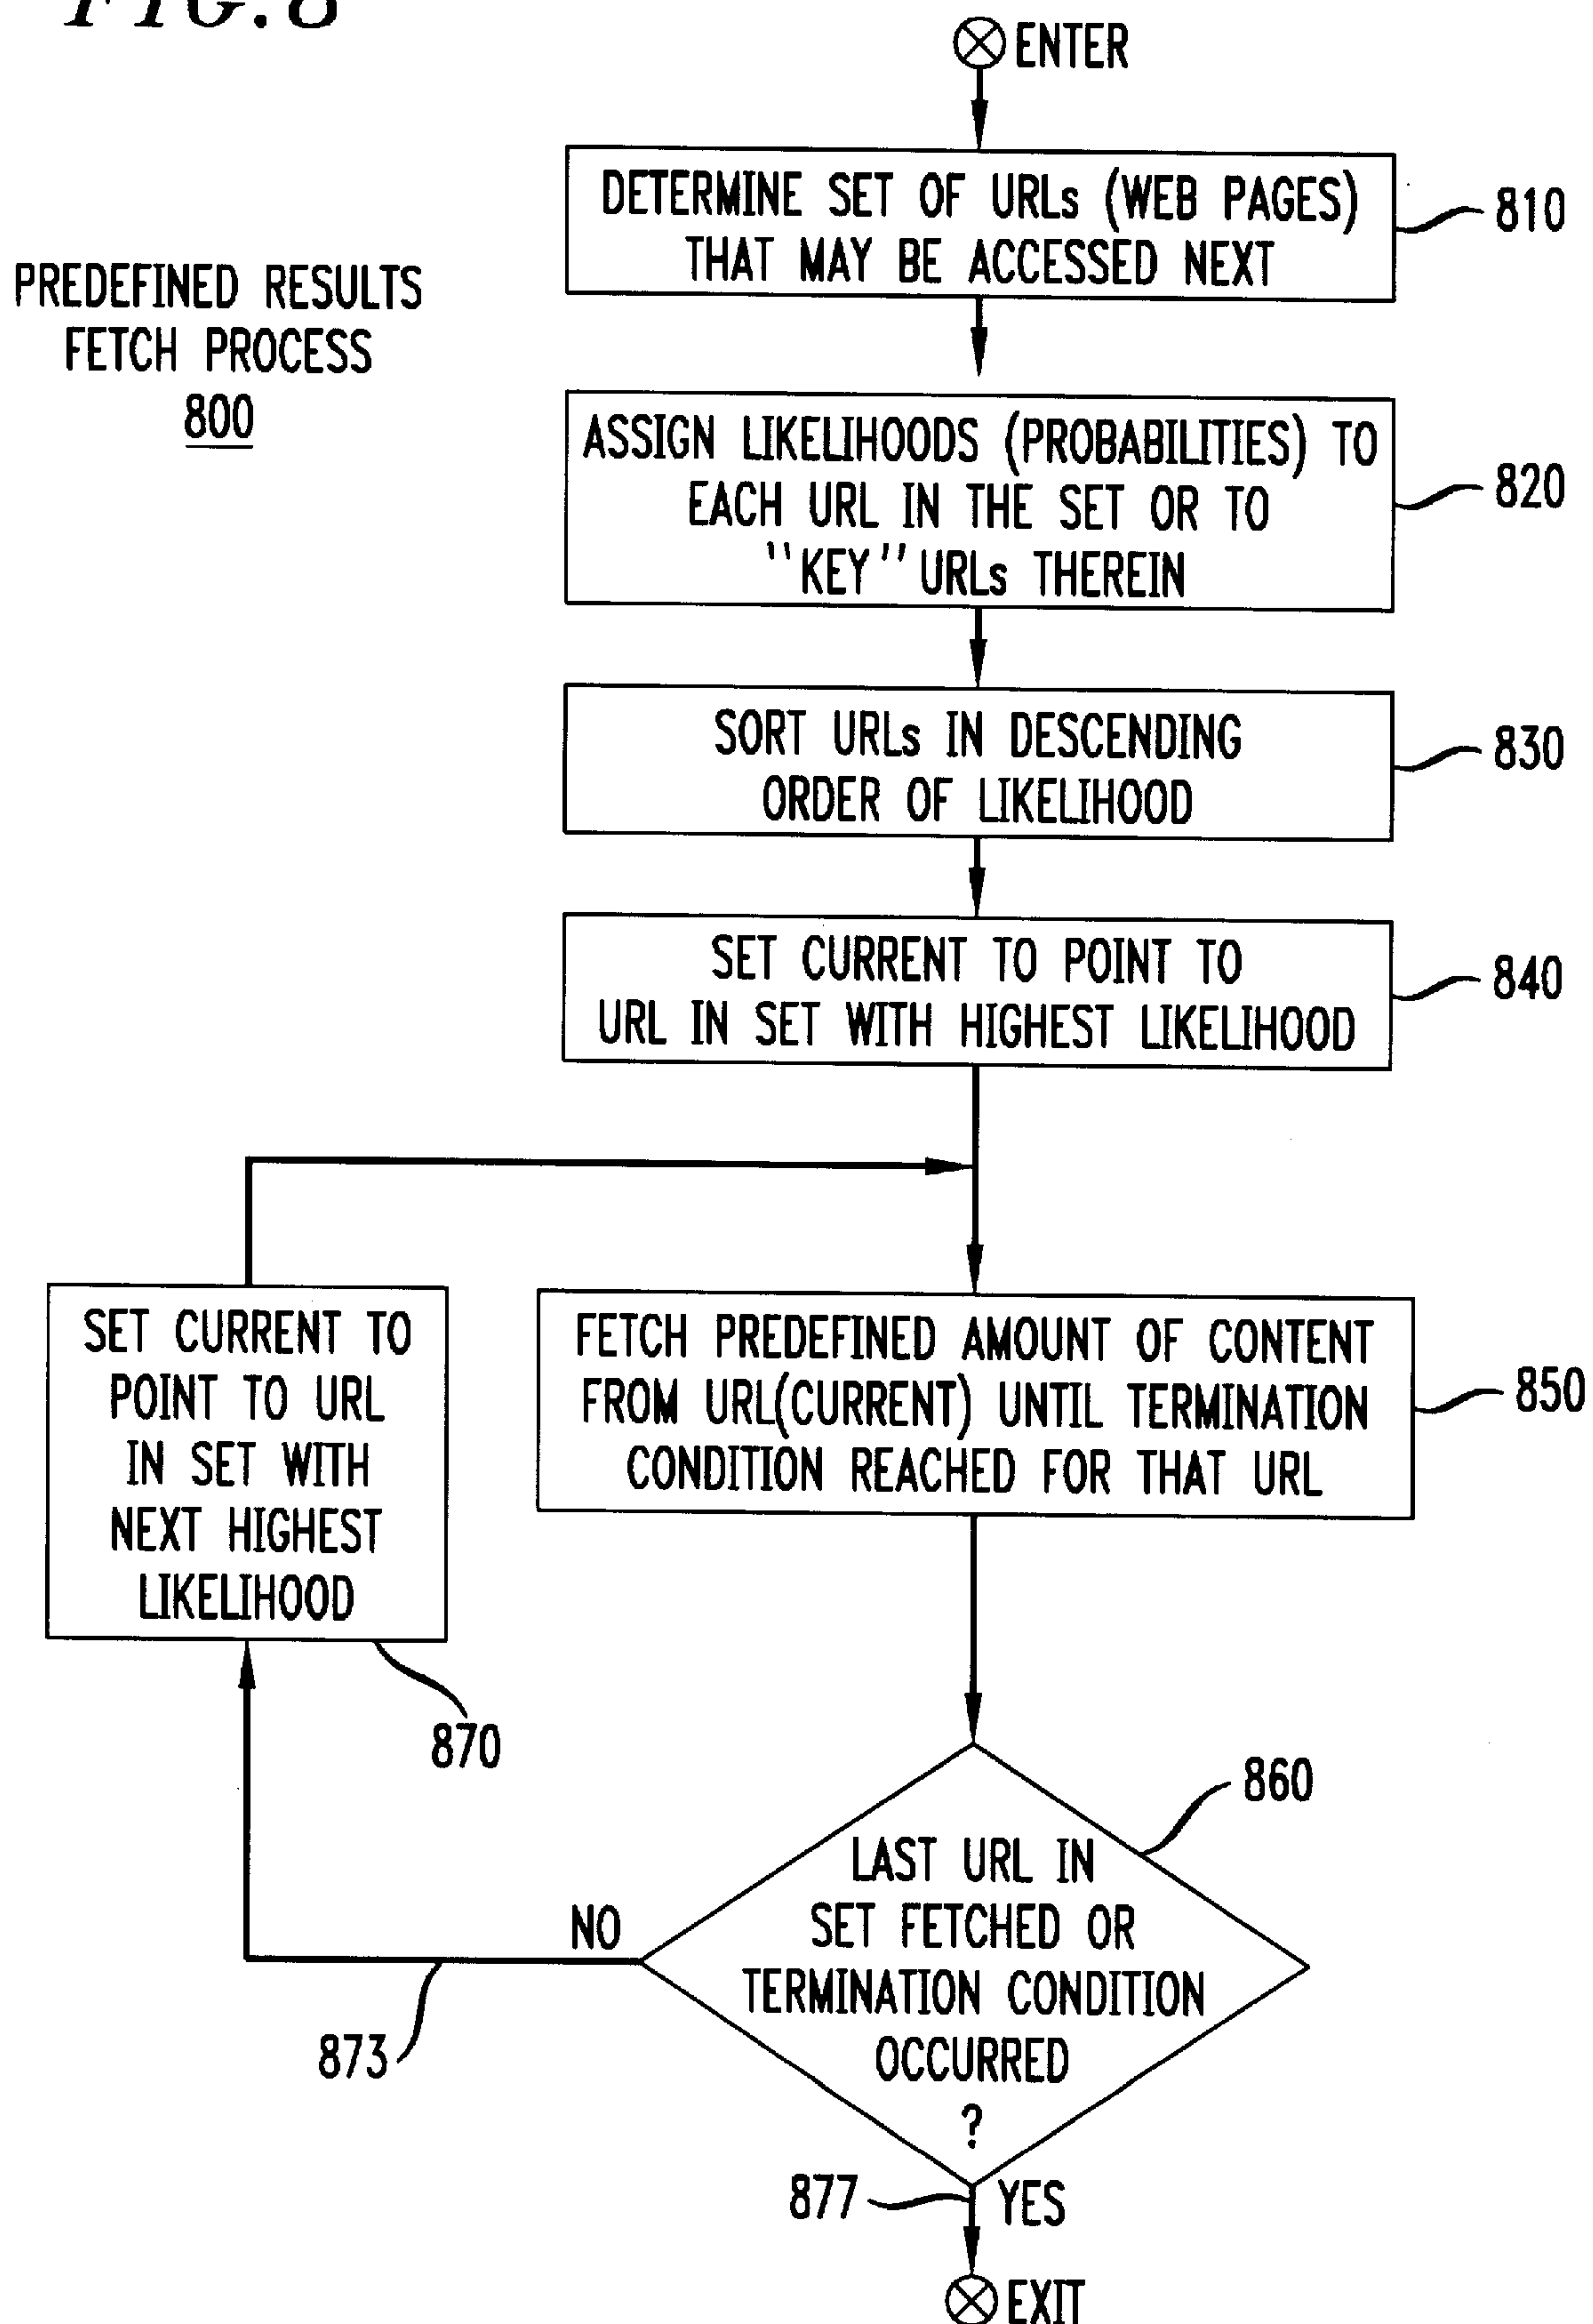 FIG. 8
ENTER
DETERMINE SET OF URLs (WEB PAGES)
THAT MAY BE ACCESSED NEXT
810
PREDEFINED RESULTS
FETCH PROCESS
800
ASSIGN LIKELIHOODS (PROBABILITIES) TO
EACH URL IN THE SET OR TO
"KEY" URLs THEREIN
820
SORT URLs IN DESCENDING
ORDER OF LIKELIHOOD
830
SET CURRENT TO POINT TO
URL IN SET WITH HIGHEST LIKELIHOOD
840
SET CURRENT TO
POINT TO URL
IN SET WITH
NEXT HIGHEST
LIKELIHOOD
870
FETCH PREDEFINED AMOUNT OF CONTENT
FROM URL(CURRENT) UNTIL TERMINATION
CONDITION REACHED FOR THAT URL
850
860
LAST URL IN
SET FETCHED OR
TERMINATION CONDITION
OCCURRED
?
NO
873
877
YES
EXIT